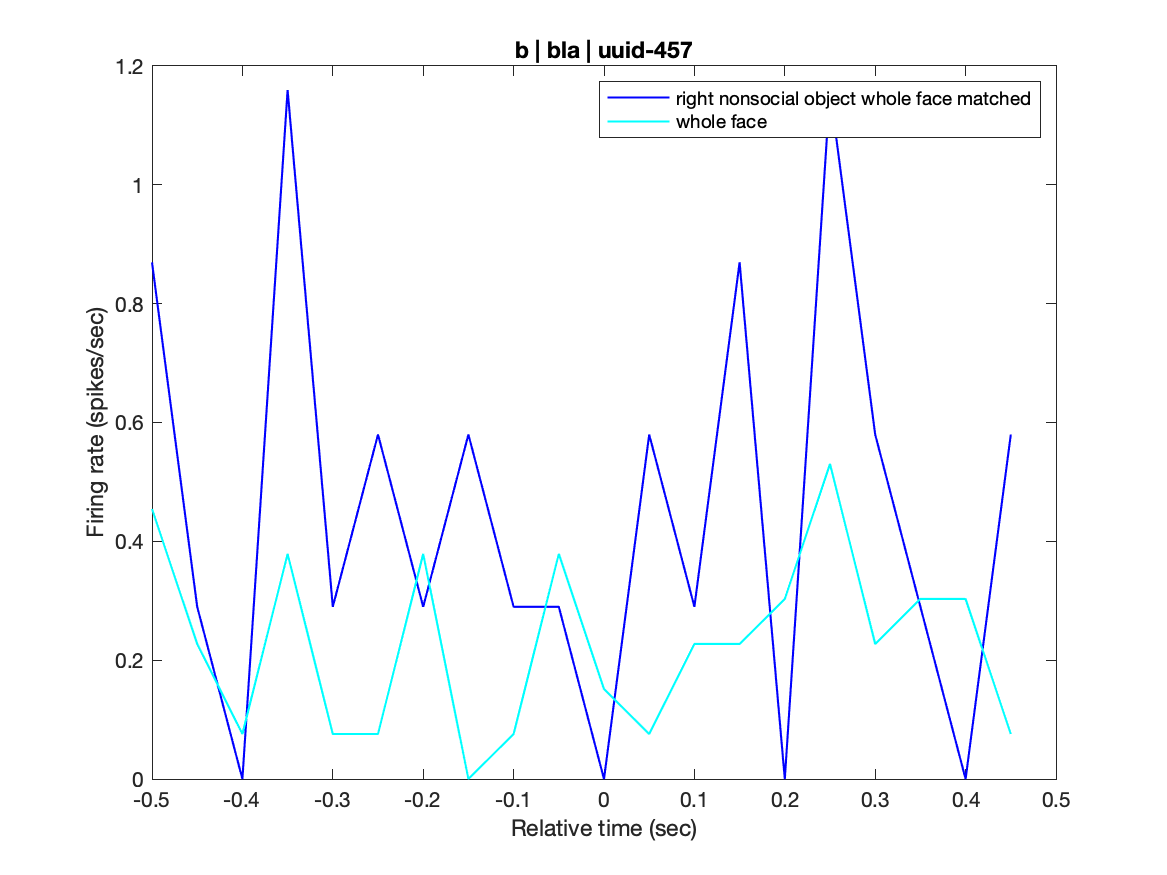 b | bla | uuid-457
right nonsocial object whole face matched
whole face
Firing rate (spikes/sec)
1.2
1
0.8
0.6
0.4
0.2
0
-0.5 -0.4 -0.3 -0.2 -0.1 0 0.1 0.2 0.3 0.4 0.5
Relative time (sec)